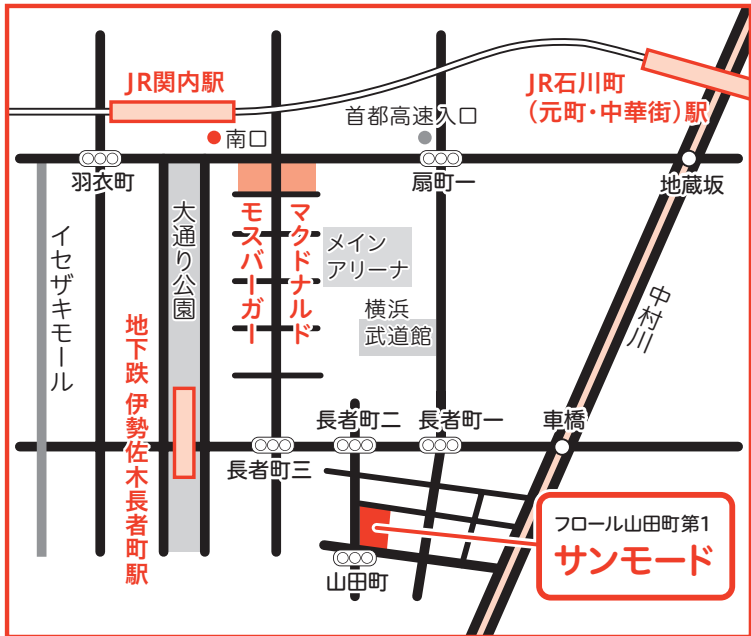 JR関内駅
JR石川町
（元町・中華街）駅
首都高速入口
南口
羽衣町
扇町一
地蔵坂
イセザキモール
大通り公園
モスバーガー
マクドナルド
メイン
アリーナ
横浜
武道館
中村川
地下跌 伊勢佐木長者町駅
長者町三
長者町二
長者町一
車橋
山田町
フロール山田町第1
サンモード